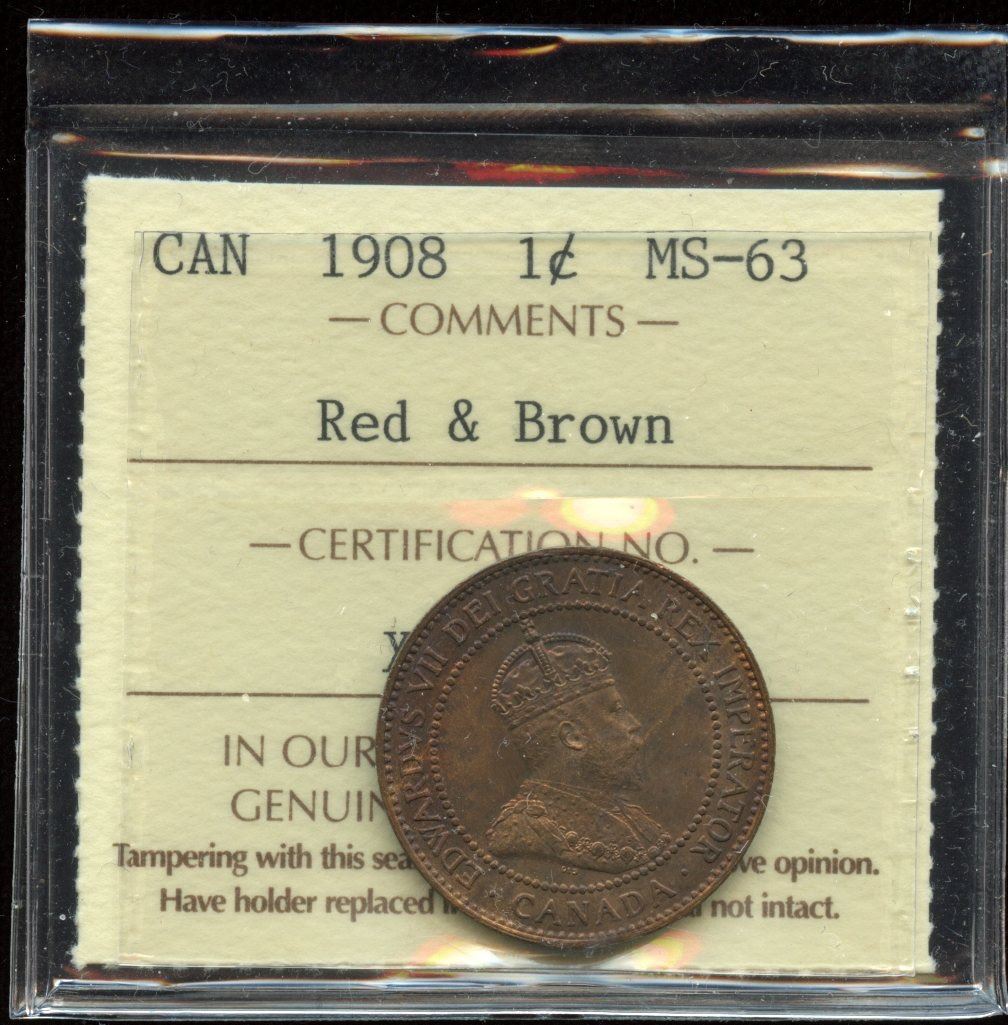 CAN 1908 1¢ MS-63
— COMMENTS —
Red & Brown
— CERTIFICATION NO. —
IN OUR
GENUIN
Tampering with this sea ve opinion.
Have holder replaced not intact.
EDWARDVS VII DEI GRATIA REX IMPERATOR
CANADA